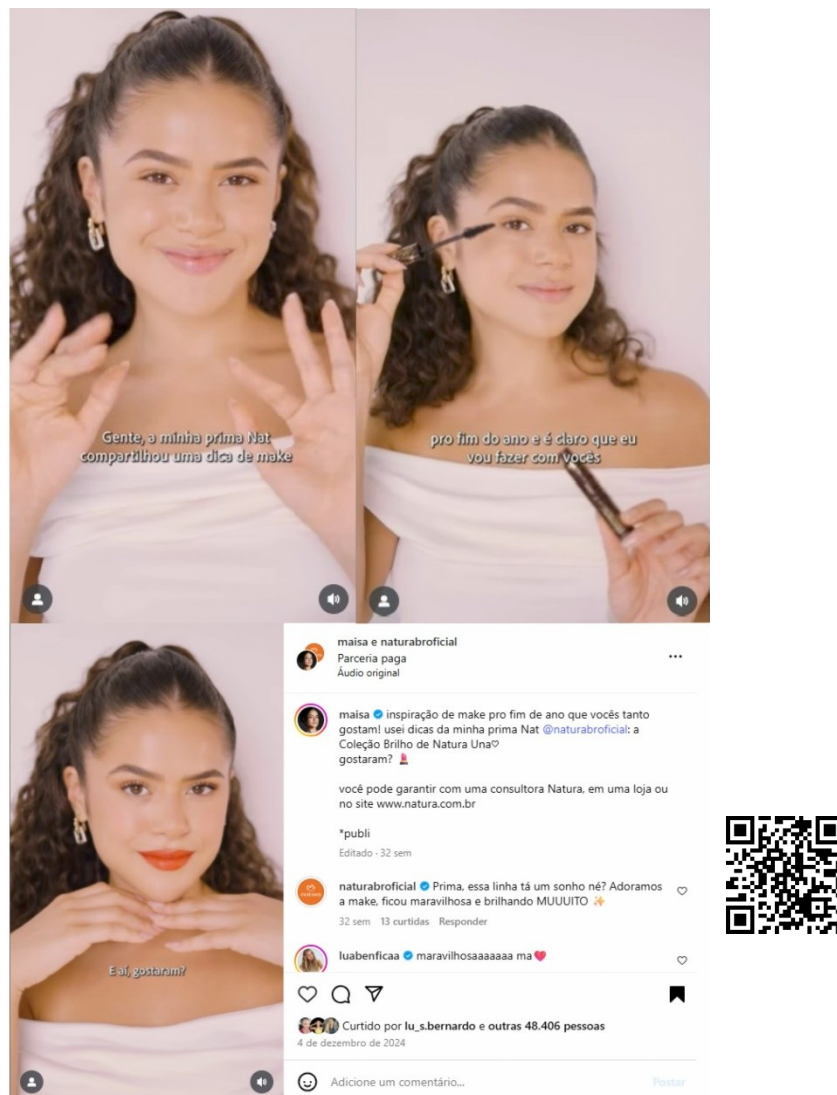 Gente, a minha prima Nat
compartilhou uma dica de make
pro fim do ano e é claro que eu
vou fazer com vocês
E aí, gostaram?
maisa e naturabroficial
Parceria paga
Áudio original
maisa inspiração de make pro fim de ano que vocês tanto
gostam! usei dicas da minha prima Nat @naturabroficial: a
Coleção Brilho de Natura Una♡
gostaram? 💄
você pode garantir com uma consultora Natura, em uma loja ou
no site www.natura.com.br
*publi
Editado · 32 sem
naturabroficial Prima, essa linha tá um sonho né? Adoramos
a make, ficou maravilhosa e brilhando MUUUITO ✨
32 sem 13 curtidas Responder
luabenficaa maravilhosaaaaaaa ma💖
Curtido por lu_s.bernardo e outras 48.406 pessoas
4 de dezembro de 2024
Adicione um comentário...
Postar